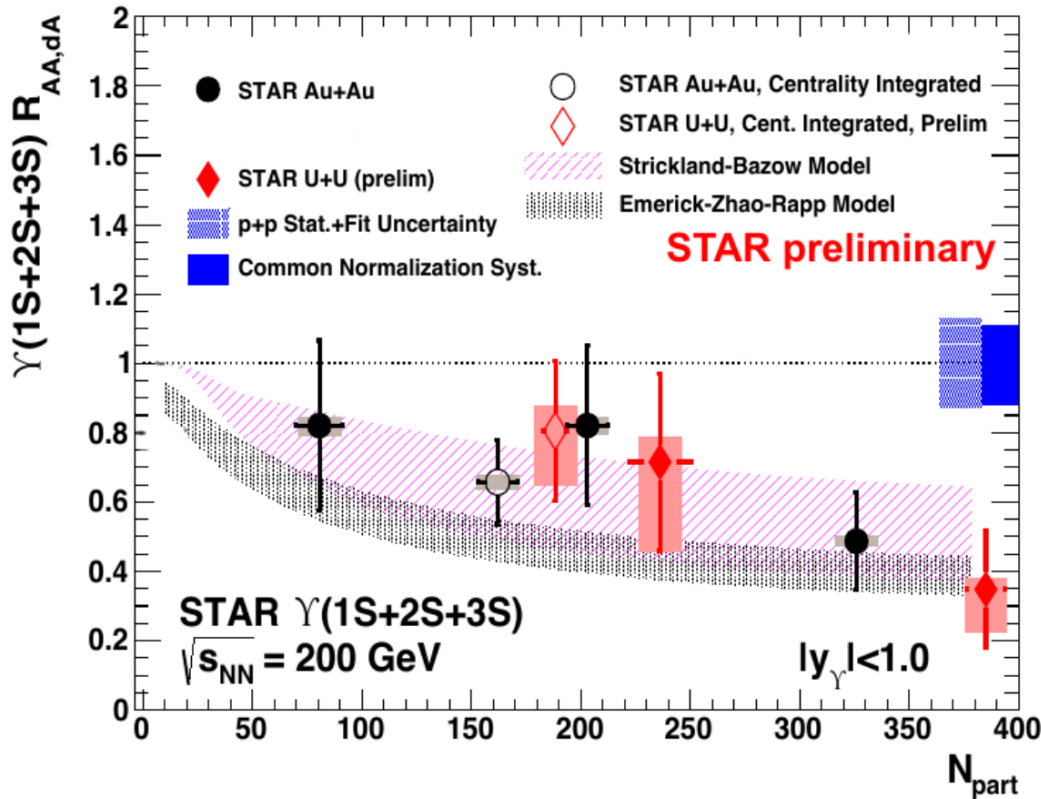 ϒ(1S+2S+3S) R_AA,dA
2
1.8
1.6
1.4
1.2
1
0.8
0.6
0.4
0.2
0
STAR Au+Au
STAR U+U (prelim)
p+p Stat.+Fit Uncertainty
Common Normalization Syst.
STAR Au+Au, Centrality Integrated
STAR U+U, Cent. Integrated, Prelim
Strickland-Bazow Model
Emerick-Zhao-Rapp Model
STAR preliminary
STAR ϒ(1S+2S+3S)
√s_NN = 200 GeV
|y_ϒ|<1.0
0 50 100 150 200 250 300 350 400
N_part